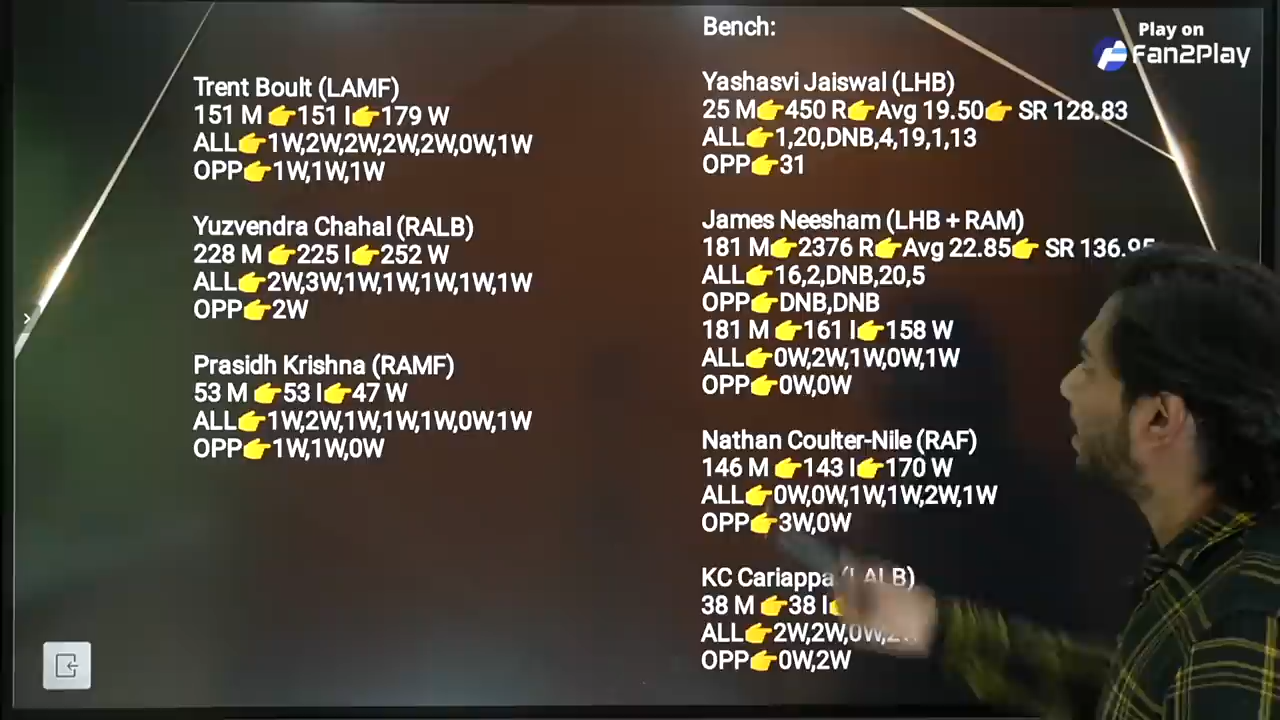 Trent Boult (LAMF)
151 M 👉 151 I👉179 W
ALL👉1W,2W,2W,2W,2W,0W,1W
OPP👉1W,1W,1W
Yuzvendra Chahal (RALB)
228 M 👉225 I👉252 W
ALL👉2W,3W,1W,1W,1W,1W,1W
OPP👉2W
Prasidh Krishna (RAMF)
53 M 👉53 I👉47 W
ALL👉1W,2W,1W,1W,1W,0W,1W
OPP👉1W,1W,0W
Bench:
Yashasvi Jaiswal (LHB)
25 M👉450 R👉Avg 19.50👉 SR 128.83
ALL👉1,20,DNB,4,19,1,13
OPP👉31
James Neesham (LHB + RAM)
181 M👉2376 R👉Avg 22.85👉 SR 136.95
ALL👉16,2,DNB,20,5
OPP👉DNB,DNB
181 M 👉161 I👉158 W
ALL👉0W,2W,1W,0W,1W
OPP👉0W,0W
Nathan Coulter-Nile (RAF)
146 M 👉143 I👉170 W
ALL👉0W,0W,1W,1W,2W,1W
OPP👉3W,0W
KC Cariappa (LALB)
38 M 👉38 I
ALL👉2W,2W,0W,
OPP👉0W,2W
Play on
Fan2Play